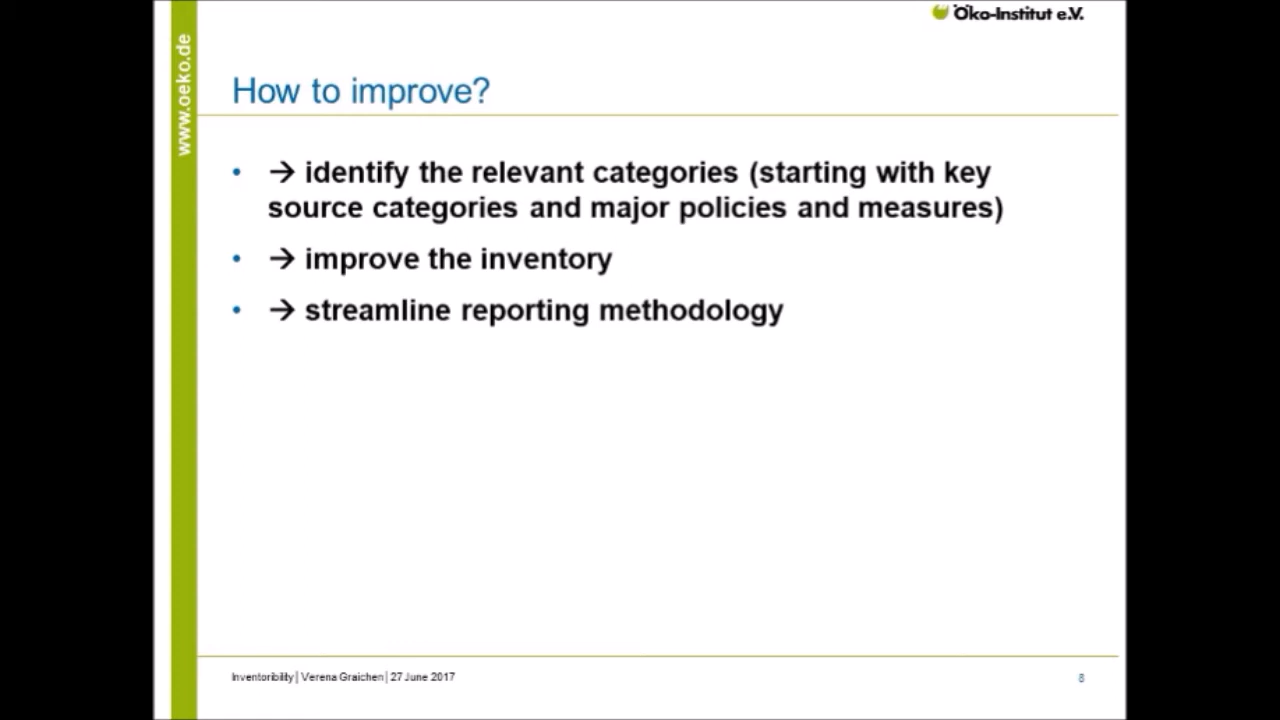 Öko-Institut e.V.
www.oeko.de
How to improve?
• → identify the relevant categories (starting with key
source categories and major policies and measures)
• → improve the inventory
• → streamline reporting methodology
Inventoribility│Verena Graichen│27 June 2017
8